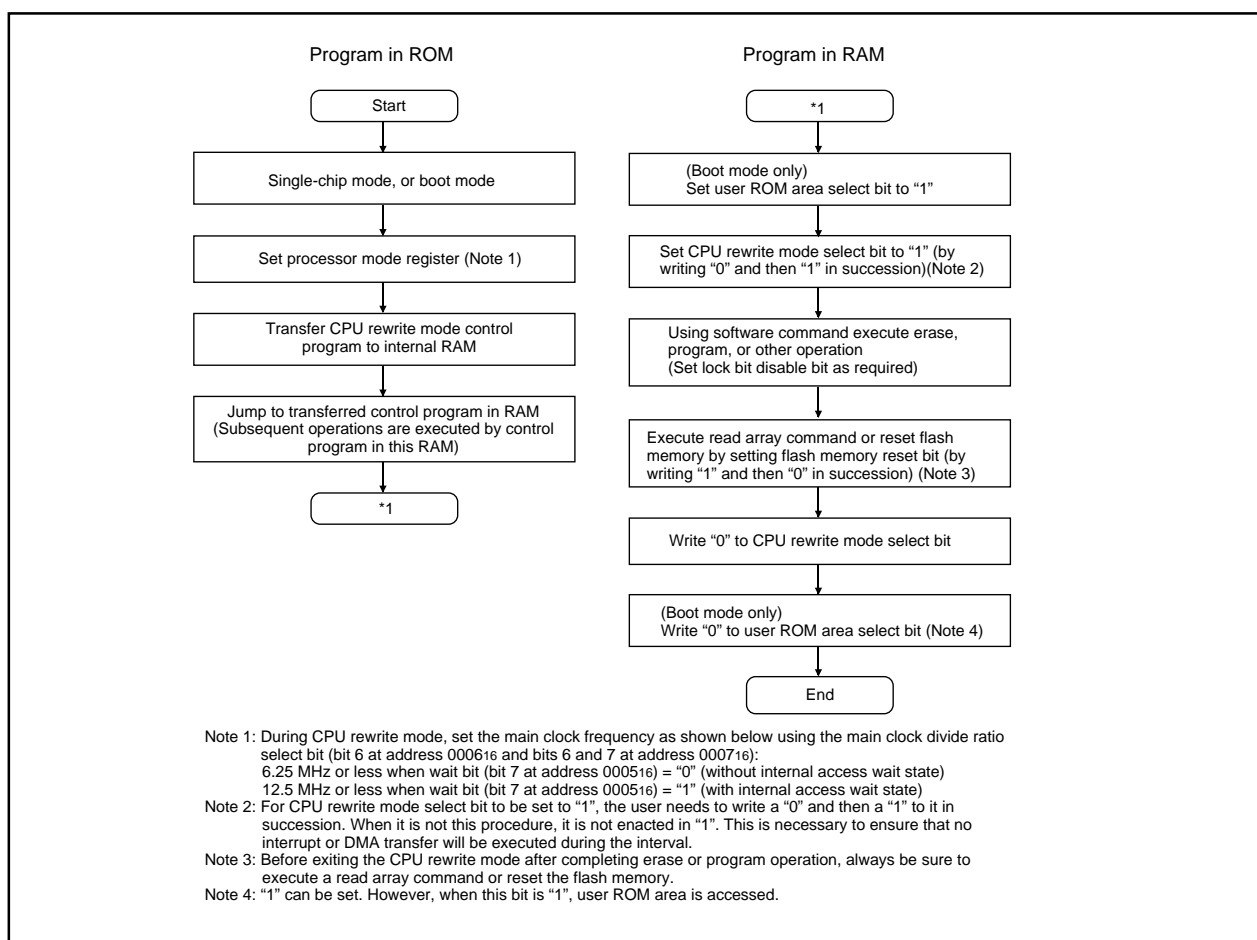 Program in ROM
Start
Single-chip mode, or boot mode
Set processor mode register (Note 1)
Transfer CPU rewrite mode control
program to internal RAM
Jump to transferred control program in RAM
(Subsequent operations are executed by control
program in this RAM)
*1
Program in RAM
*1
(Boot mode only)
Set user ROM area select bit to “1”
Set CPU rewrite mode select bit to “1” (by
writing “0” and then “1” in succession)(Note 2)
Using software command execute erase,
program, or other operation
(Set lock bit disable bit as required)
Execute read array command or reset flash
memory by setting flash memory reset bit (by
writing “1” and then “0” in succession) (Note 3)
Write “0” to CPU rewrite mode select bit
(Boot mode only)
Write “0” to user ROM area select bit (Note 4)
End
Note 1: During CPU rewrite mode, set the main clock frequency as shown below using the main clock divide ratio
select bit (bit 6 at address 000616 and bits 6 and 7 at address 000716):
6.25 MHz or less when wait bit (bit 7 at address 000516) = “0” (without internal access wait state)
12.5 MHz or less when wait bit (bit 7 at address 000516) = “1” (with internal access wait state)
Note 2: For CPU rewrite mode select bit to be set to “1”, the user needs to write a “0” and then a “1” to it in
succession. When it is not this procedure, it is not enacted in “1”. This is necessary to ensure that no
interrupt or DMA transfer will be executed during the interval.
Note 3: Before exiting the CPU rewrite mode after completing erase or program operation, always be sure to
execute a read array command or reset the flash memory.
Note 4: “1” can be set. However, when this bit is “1”, user ROM area is accessed.